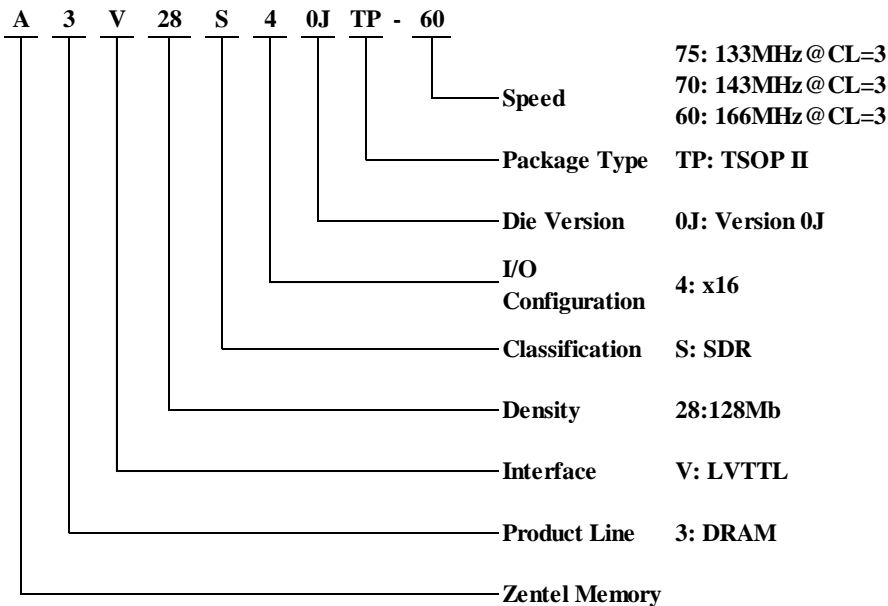 A 3 V 28 S 4 0J TP - 60
75: 133MHz@CL=3
70: 143MHz@CL=3
Speed
60: 166MHz@CL=3
Package Type TP: TSOP II
Die Version 0J: Version 0J
I/O
Configuration 4: x16
Classification S: SDR
Density 28:128Mb
Interface V: LVTTL
Product Line 3: DRAM
Zentel Memory